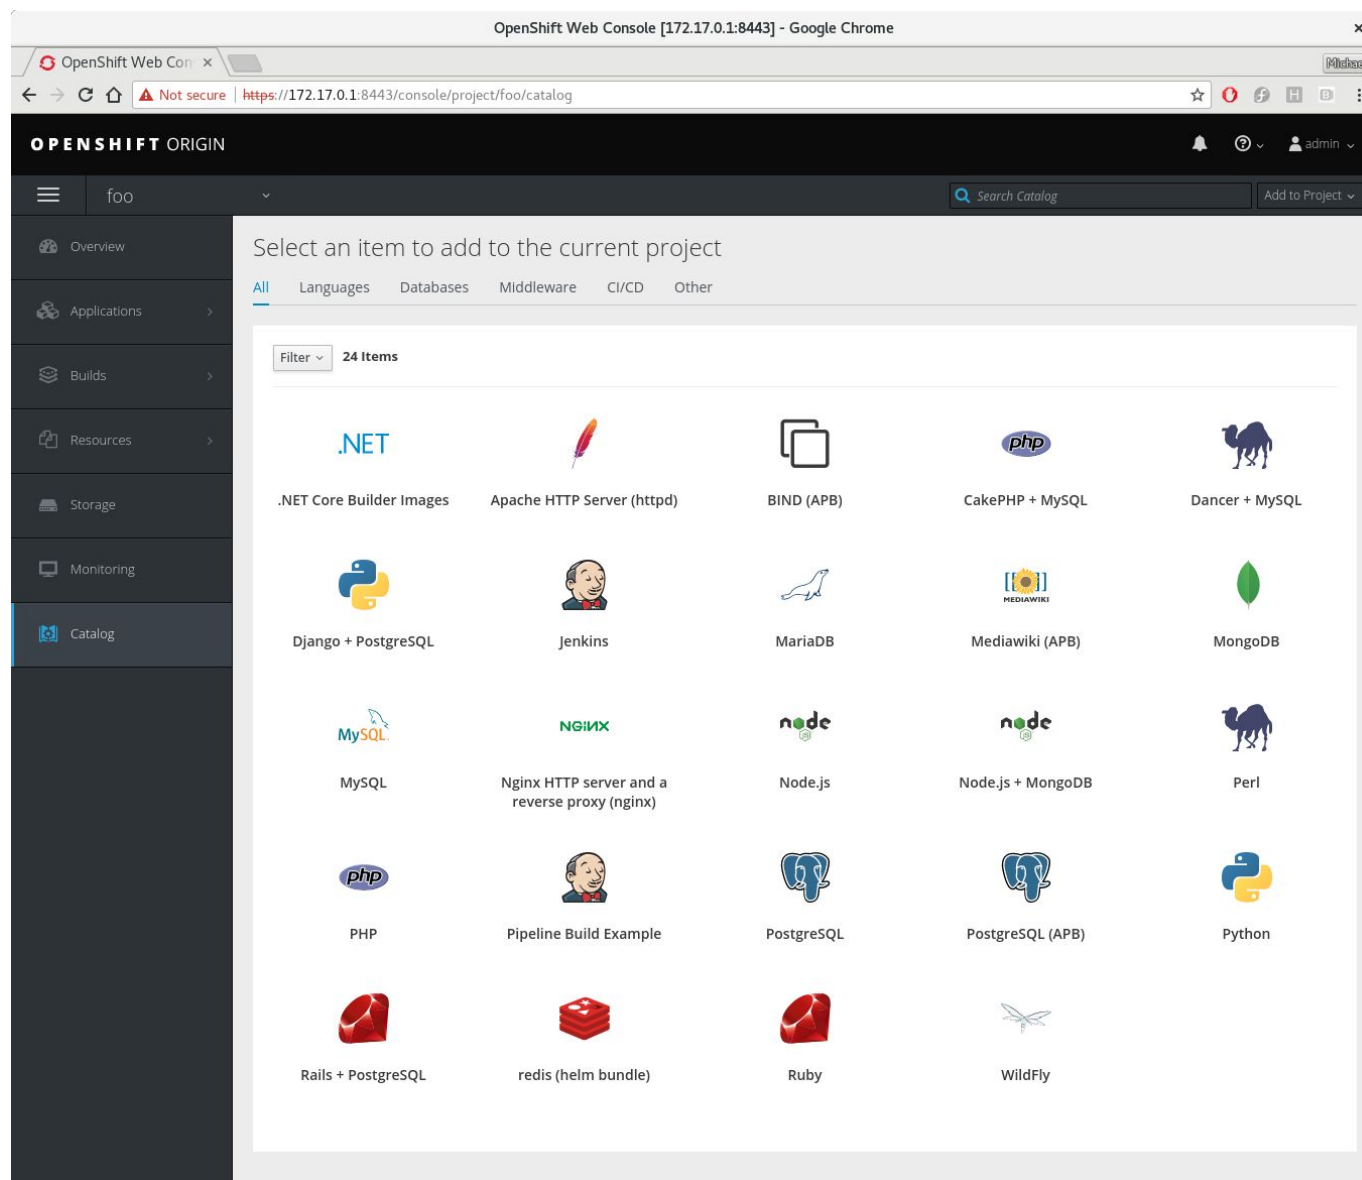 OpenShift Web Console [172.17.0.1:8443] - Google Chrome
OpenShift Web Con
Not secure https://172.17.0.1:8443/console/project/foo/catalog
OPENSHIFT ORIGIN
admin
foo
Search Catalog
Add to Project
Overview
Applications
Builds
Resources
Storage
Monitoring
Catalog
Select an item to add to the current project
All Languages Databases Middleware CI/CD Other
Filter 24 Items
.NET
php
.NET Core Builder Images
Apache HTTP Server (httpd)
BIND (APB)
CakePHP + MySQL
Dancer + MySQL
MEDIAWIKI
Django + PostgreSQL
Jenkins
MariaDB
Mediawiki (APB)
MongoDB
MySQL
NGINX
node
JS
node
JS
MySQL
Nginx HTTP server and a
reverse proxy (nginx)
Node.js
Node.js + MongoDB
Perl
php
PHP
Pipeline Build Example
PostgreSQL
PostgreSQL (APB)
Python
Rails + PostgreSQL
redis (helm bundle)
Ruby
WildFly